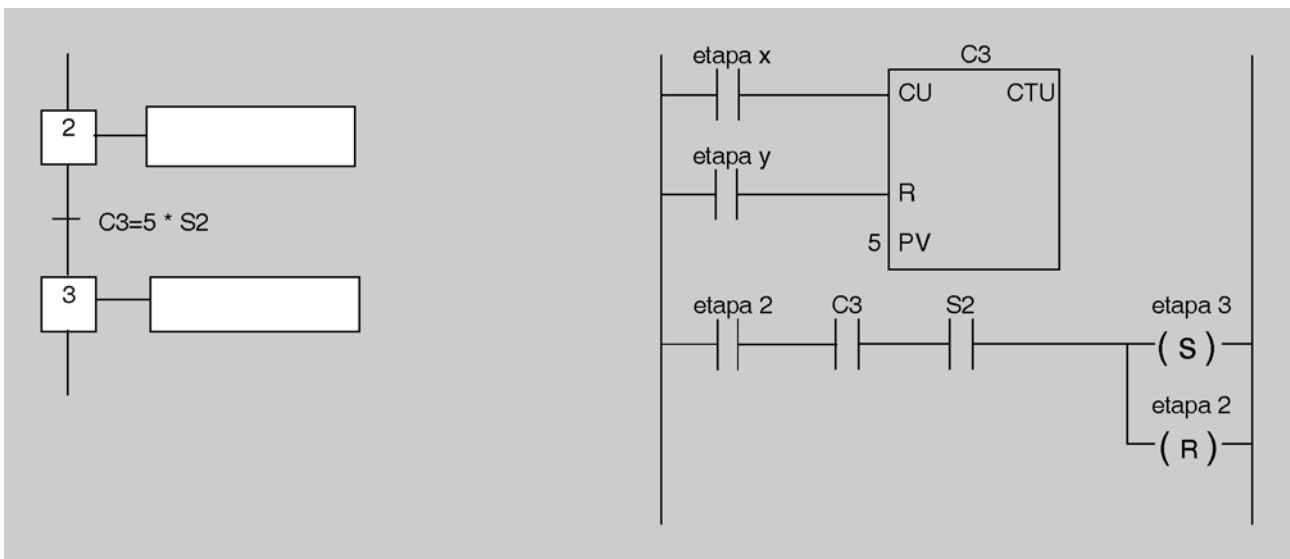 2
C3=5 * S2
3
etapa x
C3
CU CTU
etapa y
R
5 PV
etapa 2 C3 S2 etapa 3
( S )
etapa 2
( R )